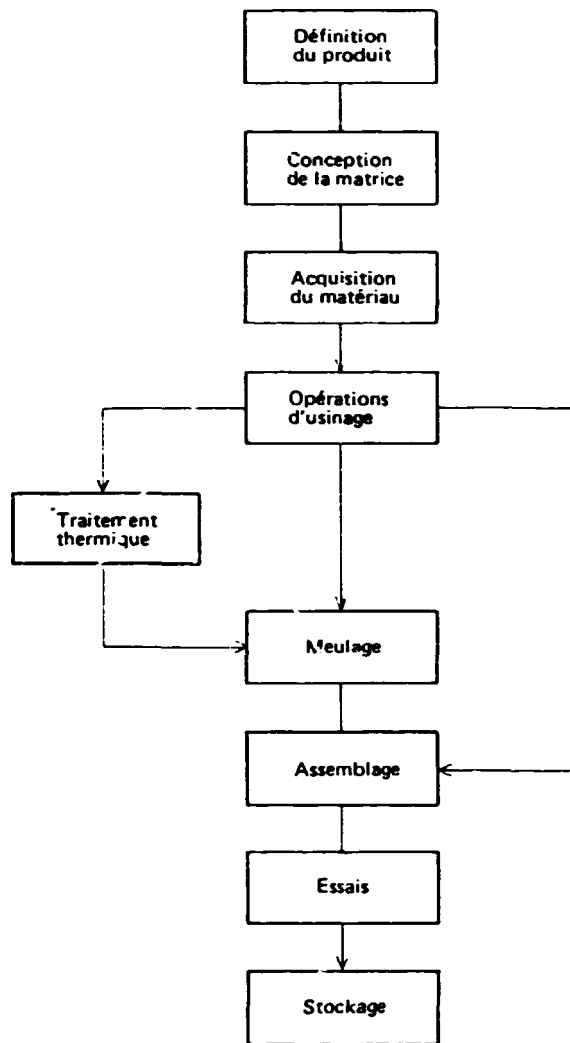 Définition
du produit
Conception
de la matrice
Acquisition
du matériau
Opérations
d'usinage
Traitement
thermique
Meulage
Assemblage
Essais
Stockage